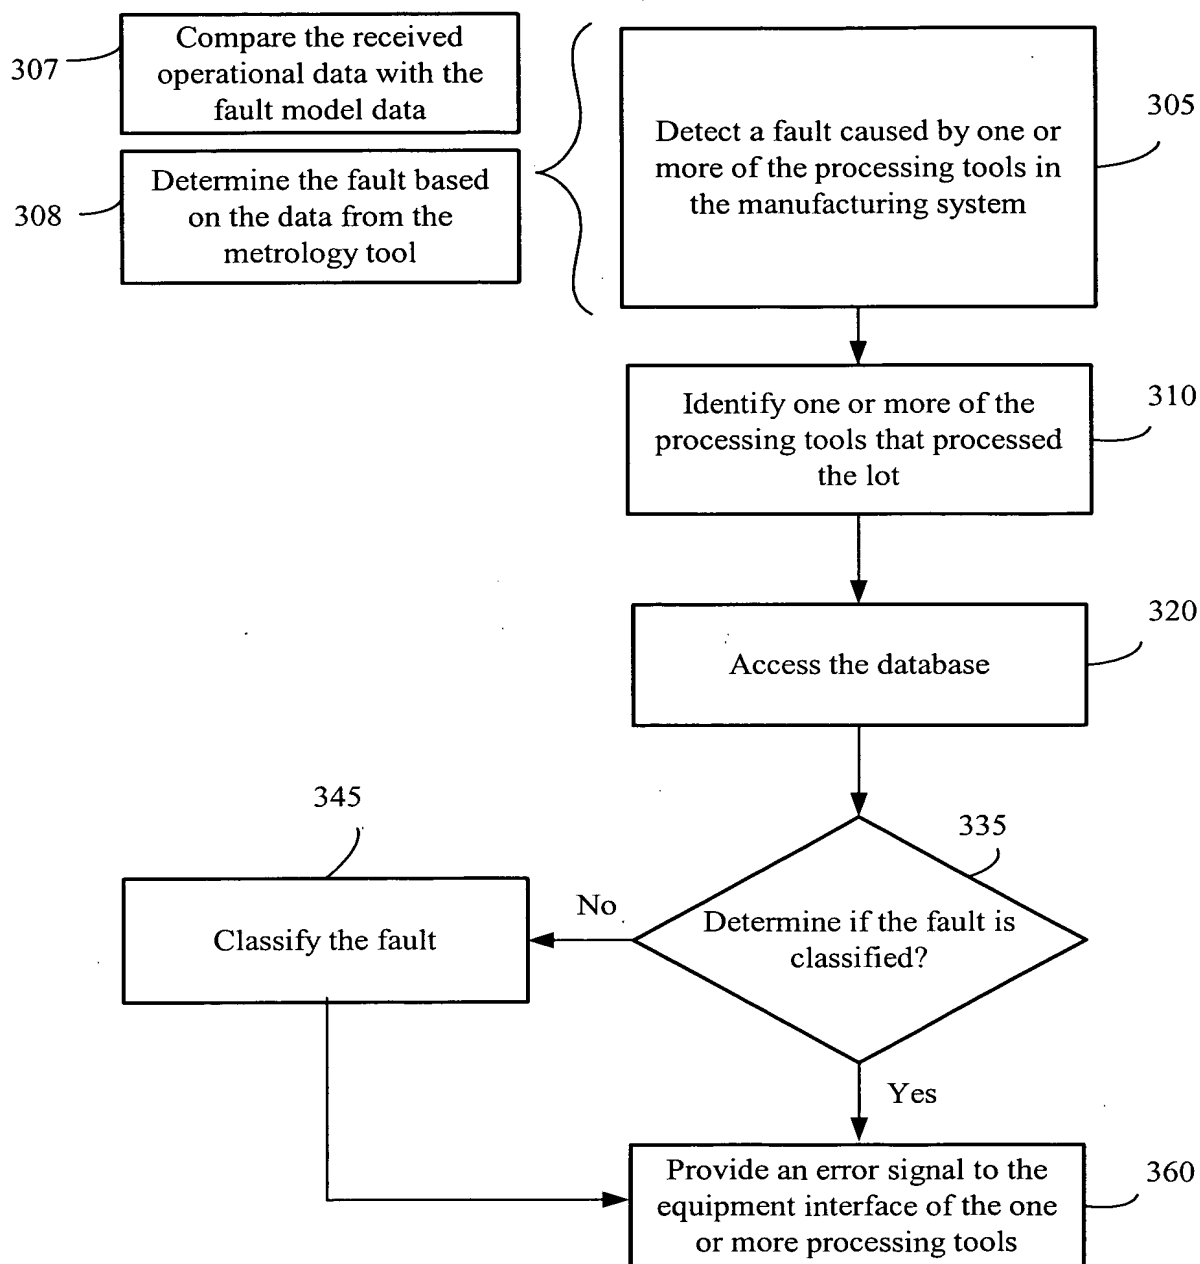 307
Compare the received
operational data with the
fault model data
308
Determine the fault based
on the data from the
metrology tool
305
Detect a fault caused by one or
more of the processing tools in
the manufacturing system
310
Identify one or more of the
processing tools that processed
the lot
320
Access the database
335
Determine if the fault is
classified?
No
345
Classify the fault
Yes
360
Provide an error signal to the
equipment interface of the one
or more processing tools